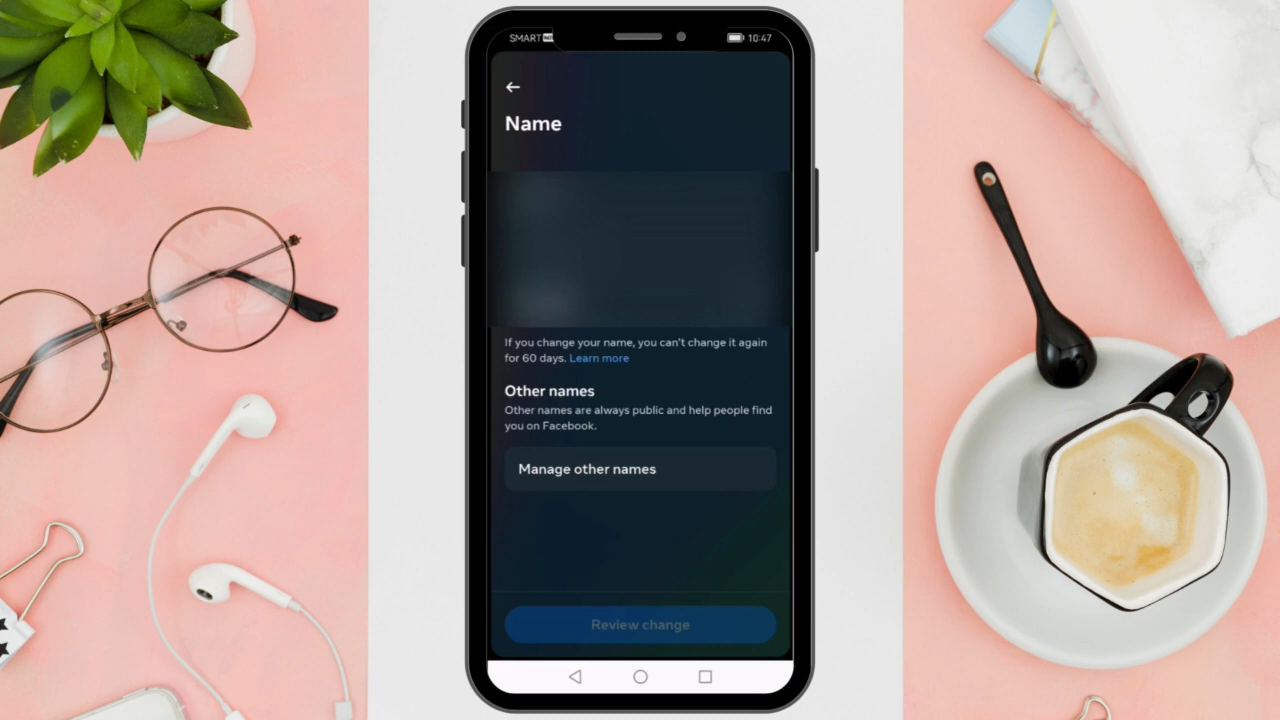 SMART
10:47
Name
If you change your name, you can't change it again
for 60 days. Learn more
Other names
Other names are always public and help people find
you on Facebook.
Manage other names
Review change